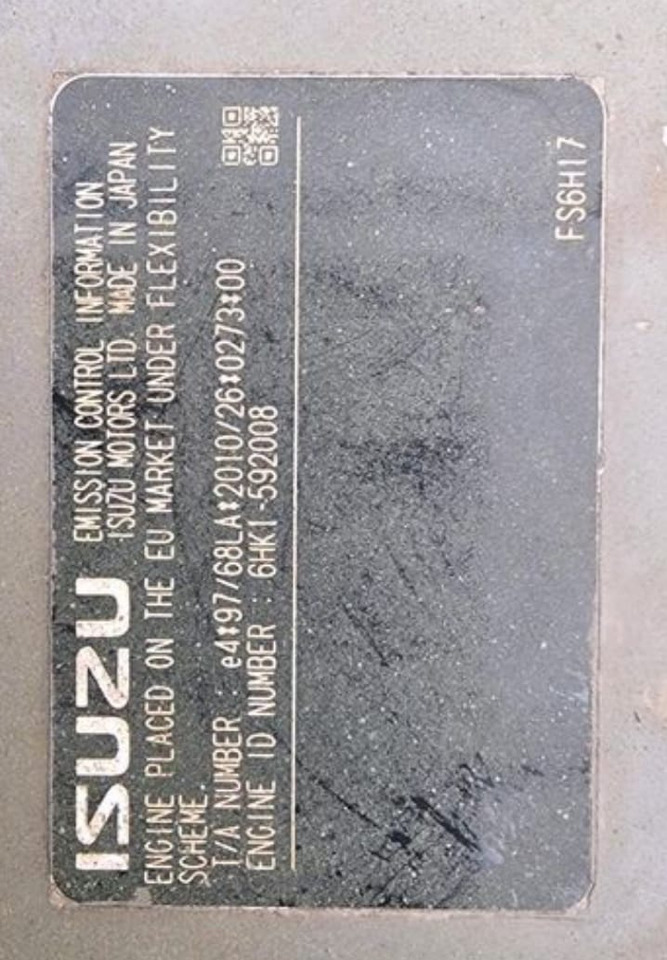 ISUZU
EMISSION CONTROL INFORMATION
ISUZU MOTORS LTD. MADE IN JAPAN
ENGINE PLACED ON THE EU MARKET UNDER FLEXIBILITY
SCHEME.
T/A NUMBER : e4*97/68LA*2010/26*0273*00
ENGINE ID NUMBER : 6HK1-592008
FS6H17